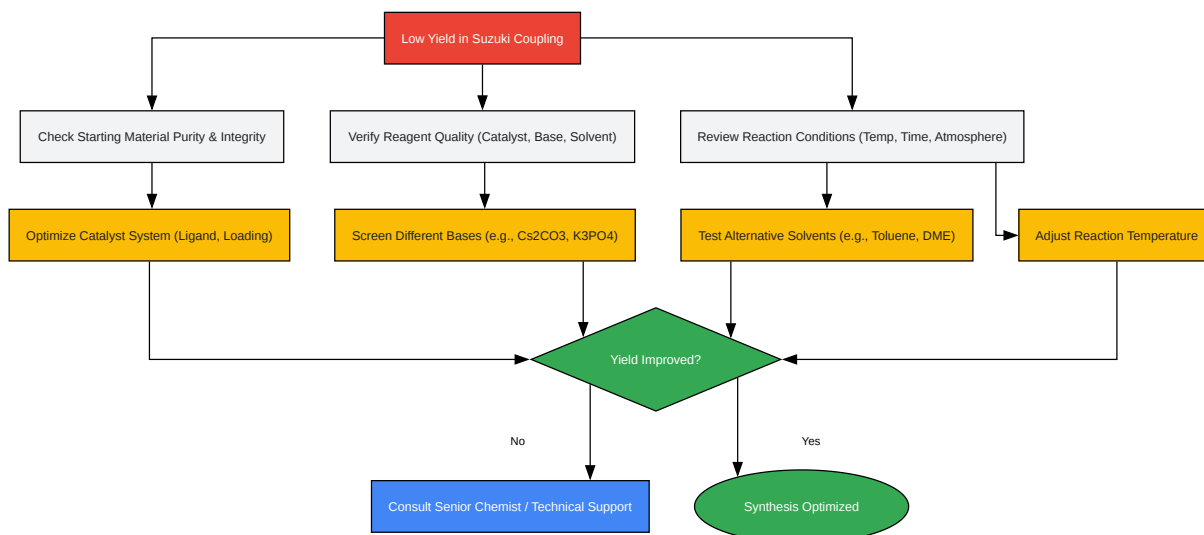 Low Yield in Suzuki Coupling
Check Starting Material Purity & Integrity
Verify Reagent Quality (Catalyst, Base, Solvent)
Review Reaction Conditions (Temp, Time, Atmosphere)
Optimize Catalyst System (Ligand, Loading)
Screen Different Bases (e.g., Cs2CO3, K3PO4)
Test Alternative Solvents (e.g., Toluene, DME)
Adjust Reaction Temperature
Yield Improved?
No
Yes
Consult Senior Chemist / Technical Support
Synthesis Optimized